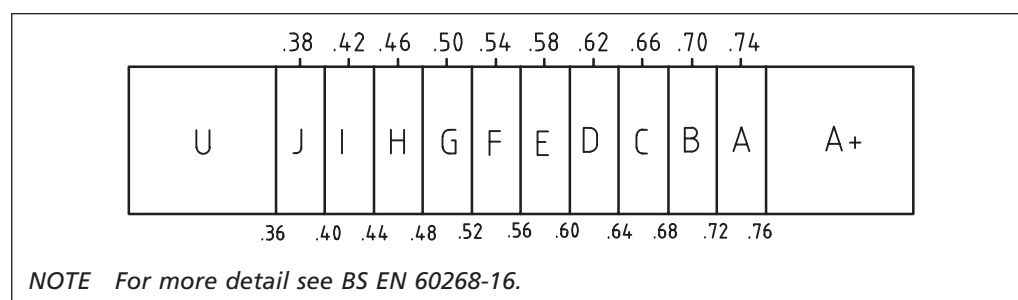 .38 .42 .46 .50 .54 .58 .62 .66 .70 .74
U J I H G F E D C B A A+
.36 .40 .44 .48 .52 .56 .60 .64 .68 .72 .76
NOTE For more detail see BS EN 60268-16.